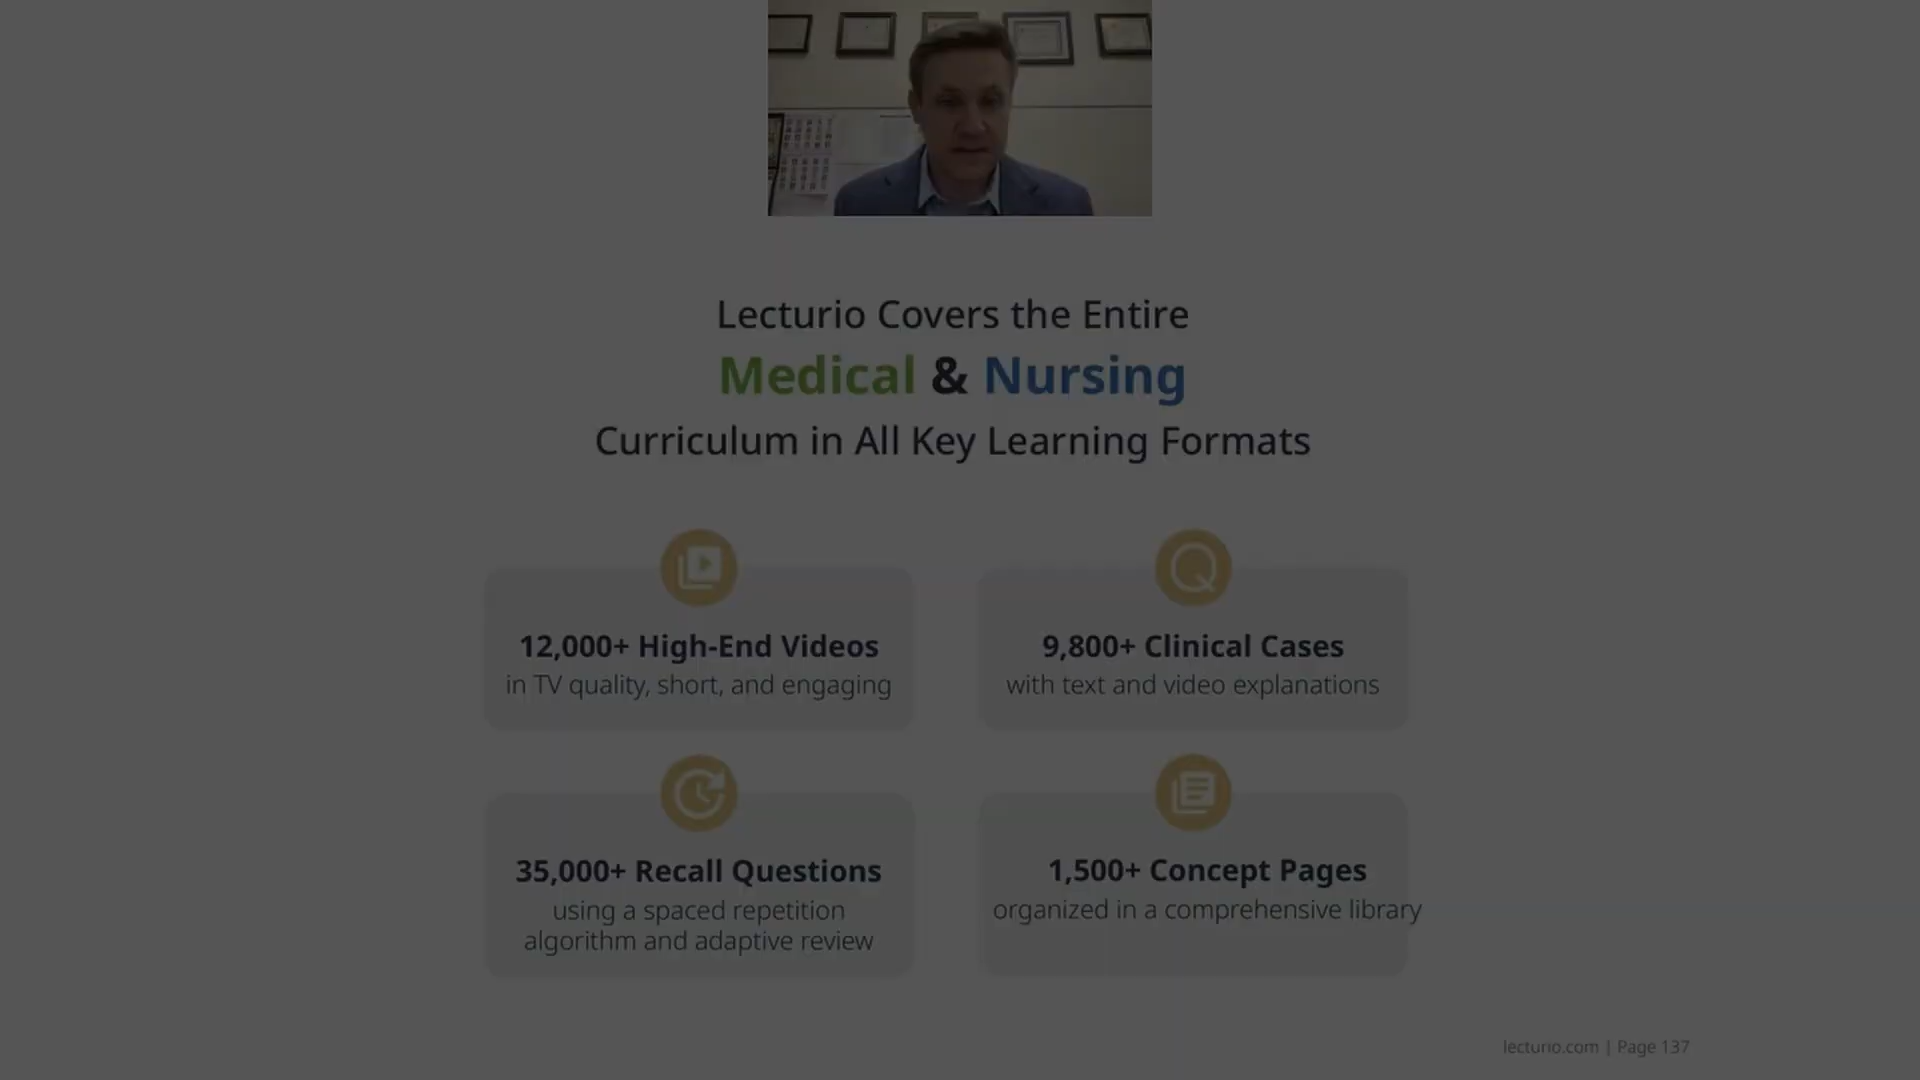 Lecturio Covers the Entire
Medical & Nursing
Curriculum in All Key Learning Formats
12,000+ High-End Videos
in TV quality, short, and engaging
9,800+ Clinical Cases
with text and video explanations
35,000+ Recall Questions
using a spaced repetition
algorithm and adaptive review
1,500+ Concept Pages
organized in a comprehensive library
lecturio.com | Page 137